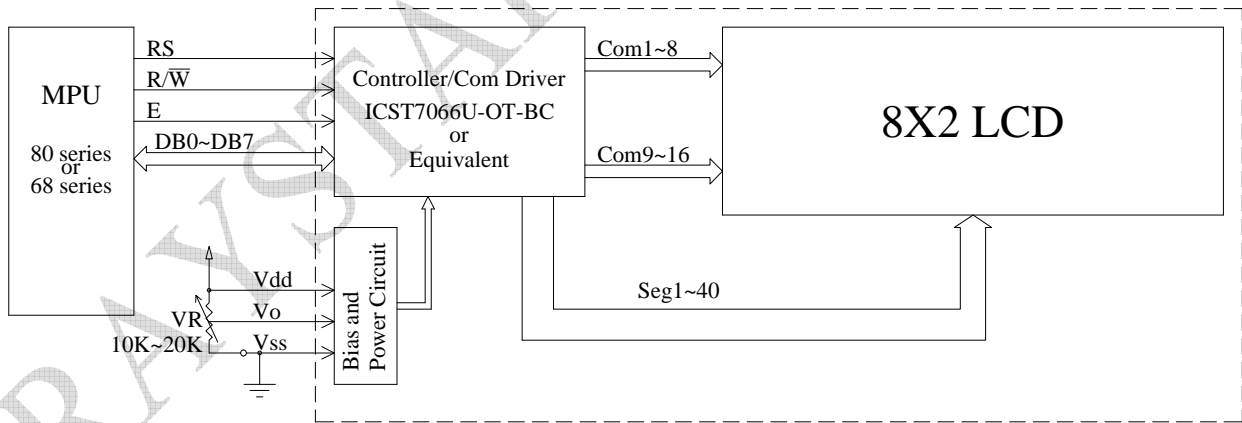 MPU
80 series
or
68 series
RS
R/W̅
E
DB0~DB7
Controller/Com Driver
ICST7066U-OT-BC
or
Equivalent
Com1~8
Com9~16
8X2 LCD
Seg1~40
Vdd
Vo
Vss
VR
10K~20K
Bias and
Power Circuit
RAYSTA